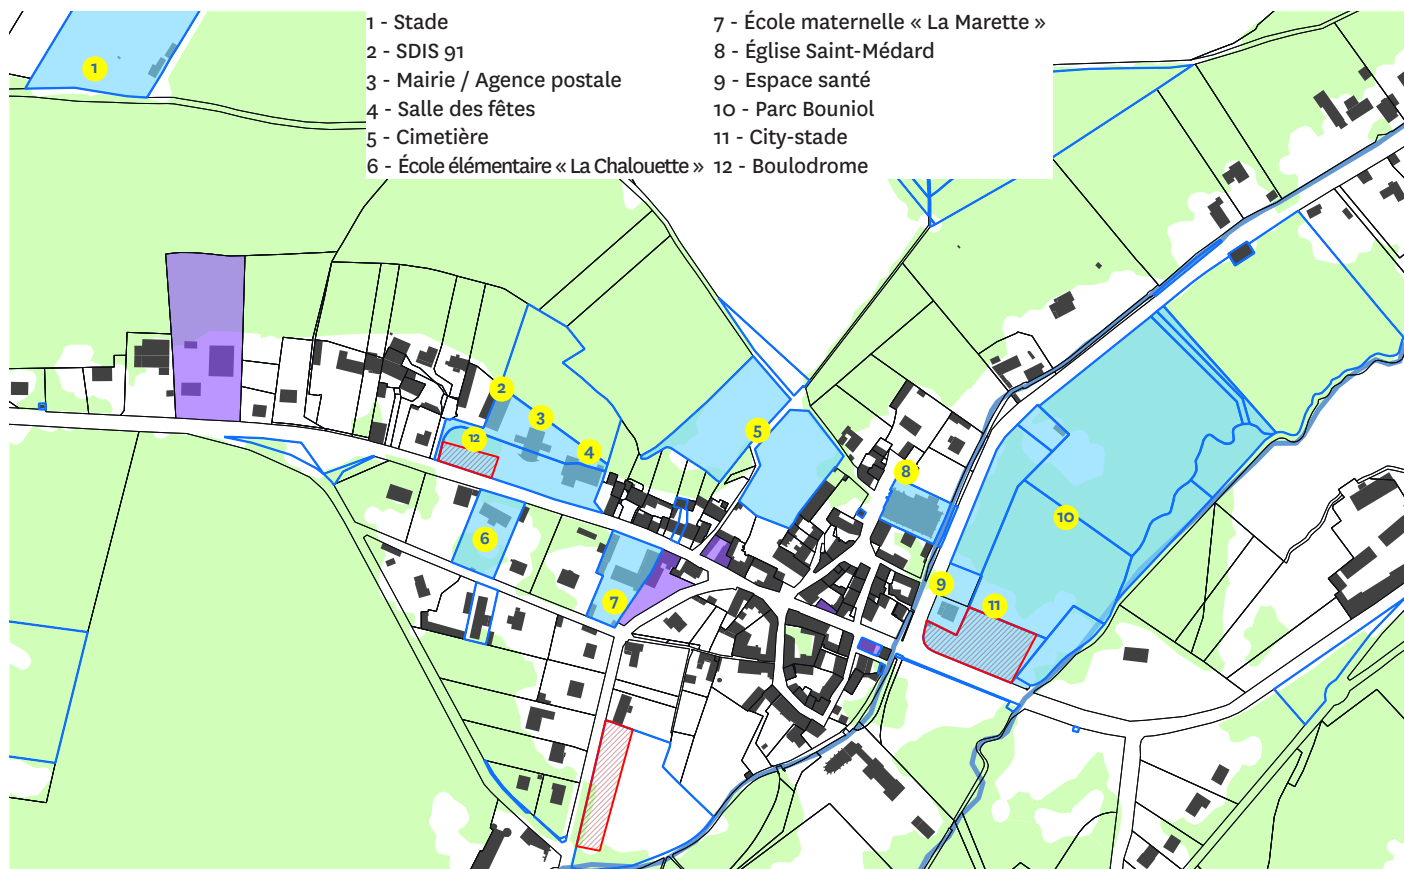 1 - Stade
2 - SDIS 91
3 - Mairie / Agence postale
4 - Salle des fêtes
5 - Cimetière
6 - École élémentaire « La Chalouette »
7 - École maternelle « La Marette »
8 - Église Saint-Médard
9 - Espace santé
10 - Parc Bouniol
11 - City-stade
12 - Boulodrome
1
2
3
12
4
5
8
6
10
7
9
11